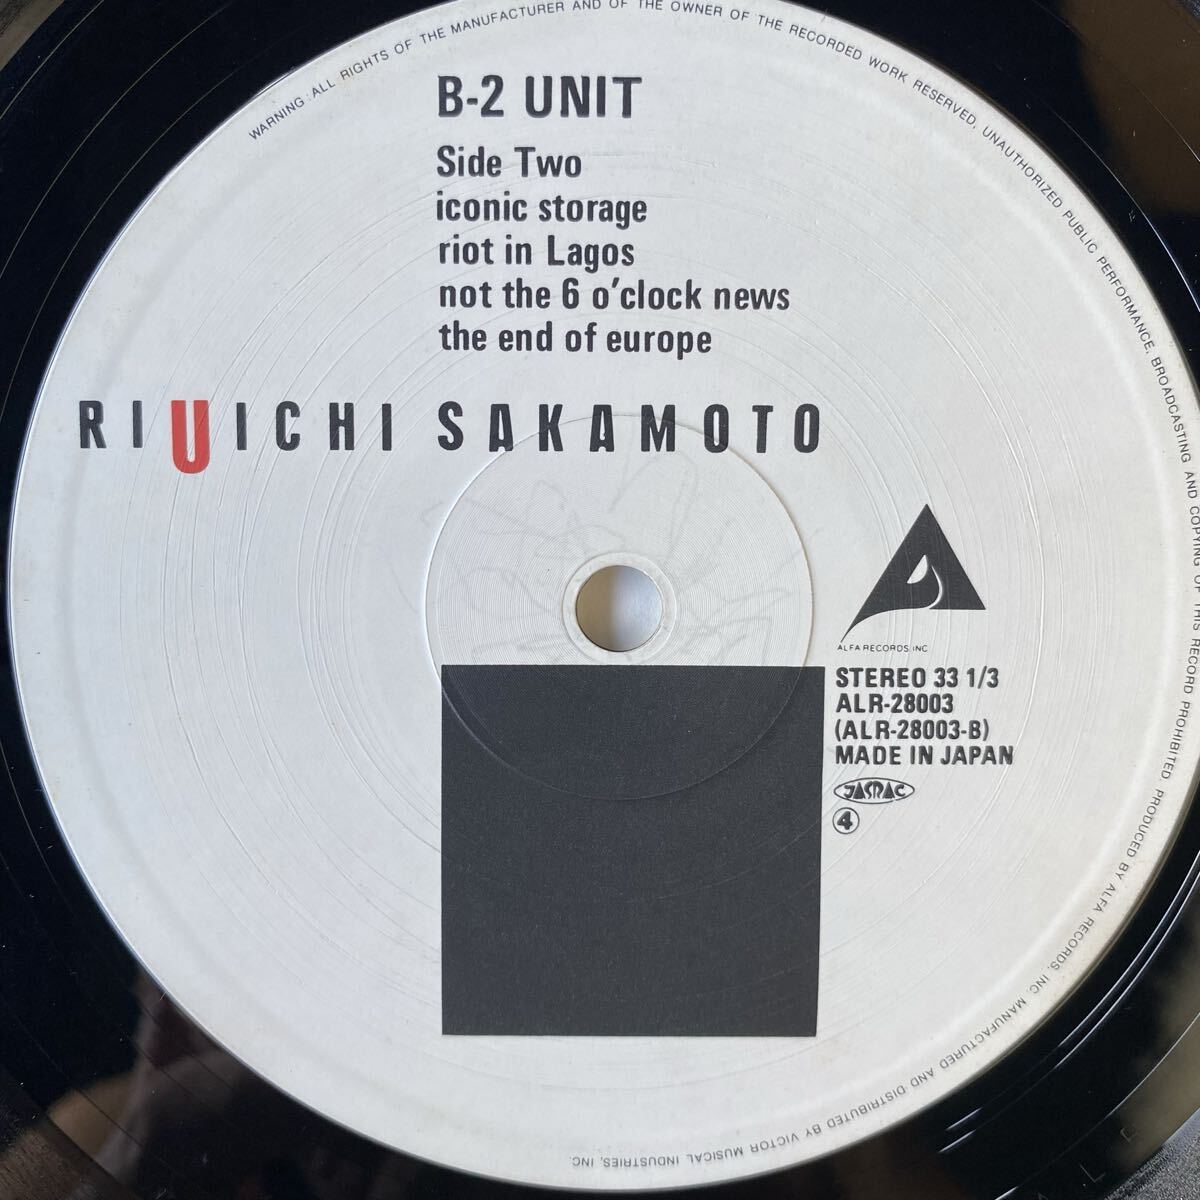 WARNING: ALL RIGHTS OF THE MANUFACTURER AND OF THE OWNER OF THE RECORDED WORK RESERVED. UNAUTHORIZED PUBLIC PERFORMANCE, BROADCASTING AND COPYING OF THIS RECORD PROHIBITED. PRODUCED BY ALFA RECORDS, INC. MANUFACTURED AND DISTRIBUTED BY VICTOR MUSICAL INDUSTRIES, INC.
B-2 UNIT
Side Two
iconic storage
riot in Lagos
not the 6 o'clock news
the end of europe
RIUICHI SAKAMOTO
ALFA RECORDS, INC
STEREO 33 1/3
ALR-28003
(ALR-28003-B)
MADE IN JAPAN
JASRAC
4